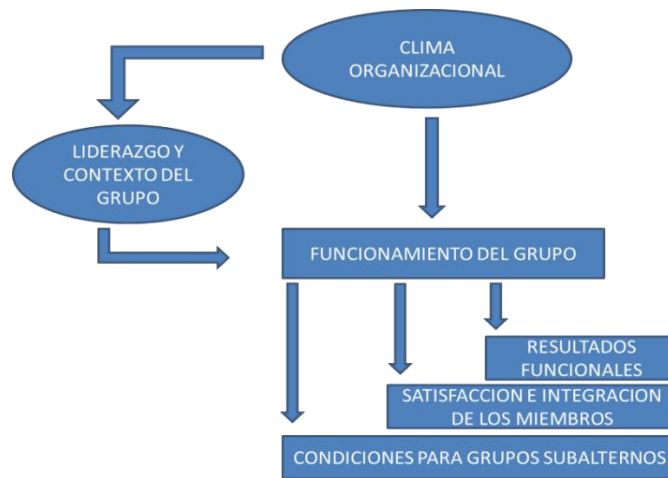 CLIMA
ORGANIZACIONAL
LIDERAZGO Y
CONTEXTO DEL
GRUPO
FUNCIONAMIENTO DEL GRUPO
RESULTADOS
FUNCIONALES
SATISFACCION E INTEGRACION
DE LOS MIEMBROS
CONDICIONES PARA GRUPOS SUBALTERNOS